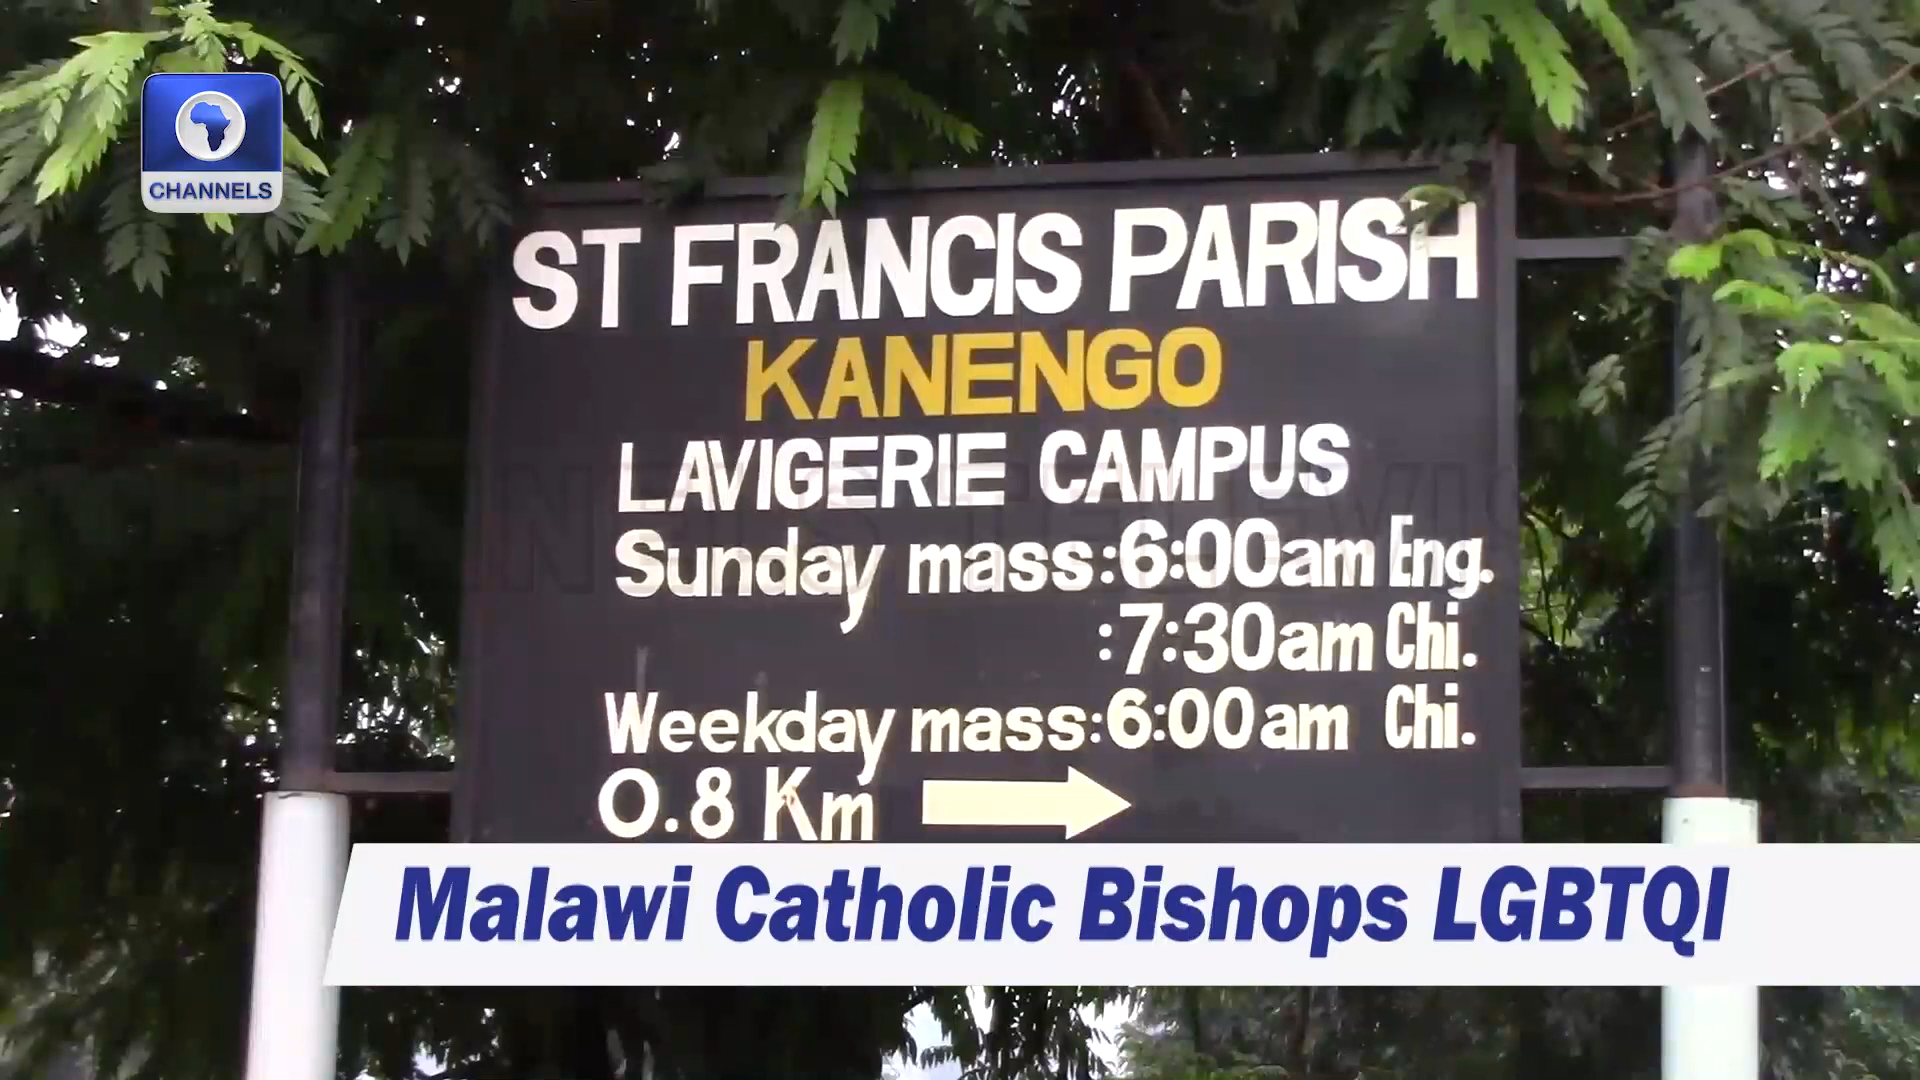 CHANNELS
ST FRANCIS PARISH
KANENGO
LAVIGERIE CAMPUS
Sunday mass:6:00am Eng.
:7:30am Chi.
Weekday mass:6:00am Chi.
0.8 Km
Malawi Catholic Bishops LGBTQI